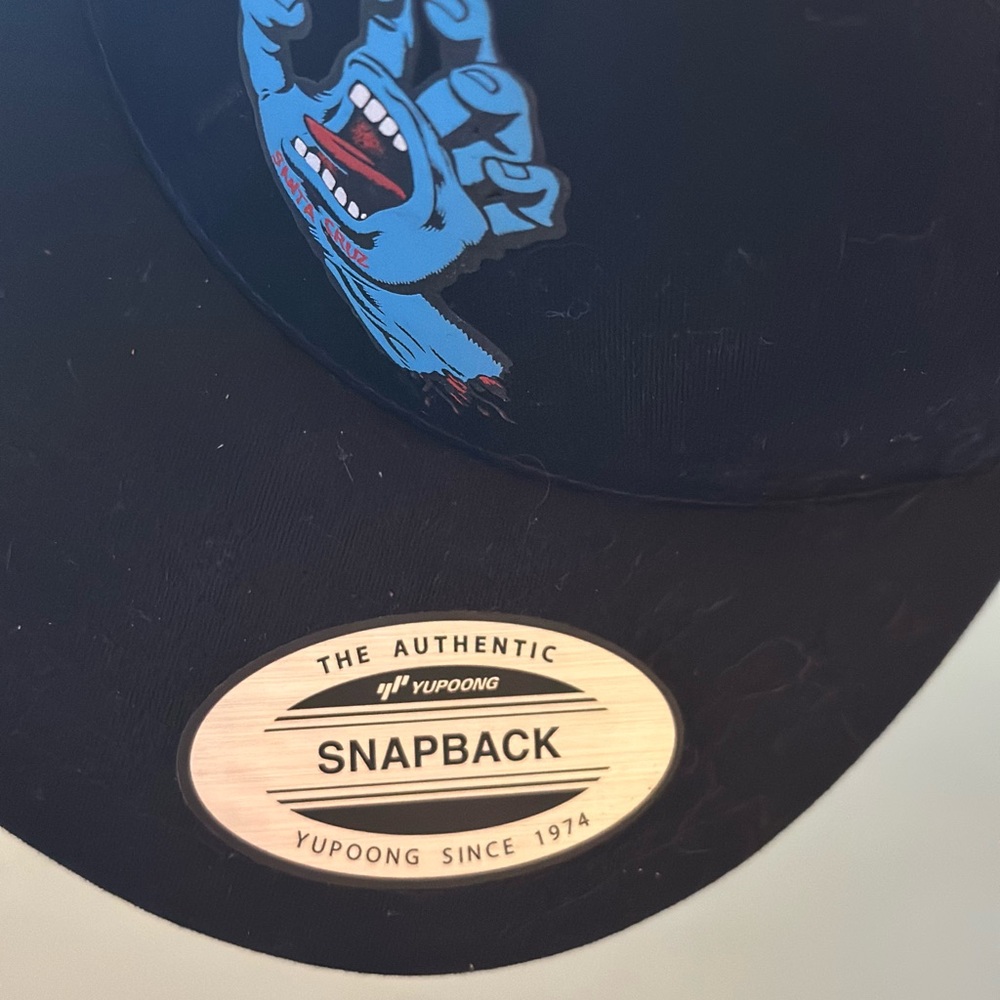 SANTA CRUZ
THE AUTHENTIC
YUPOONG
SNAPBACK
YUPOONG SINCE 1974